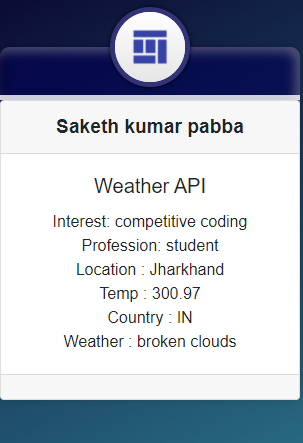 Saketh kumar pabba
Weather API
Interest: competitive coding
Profession: student
Location : Jharkhand
Temp : 300.97
Country : IN
Weather : broken clouds